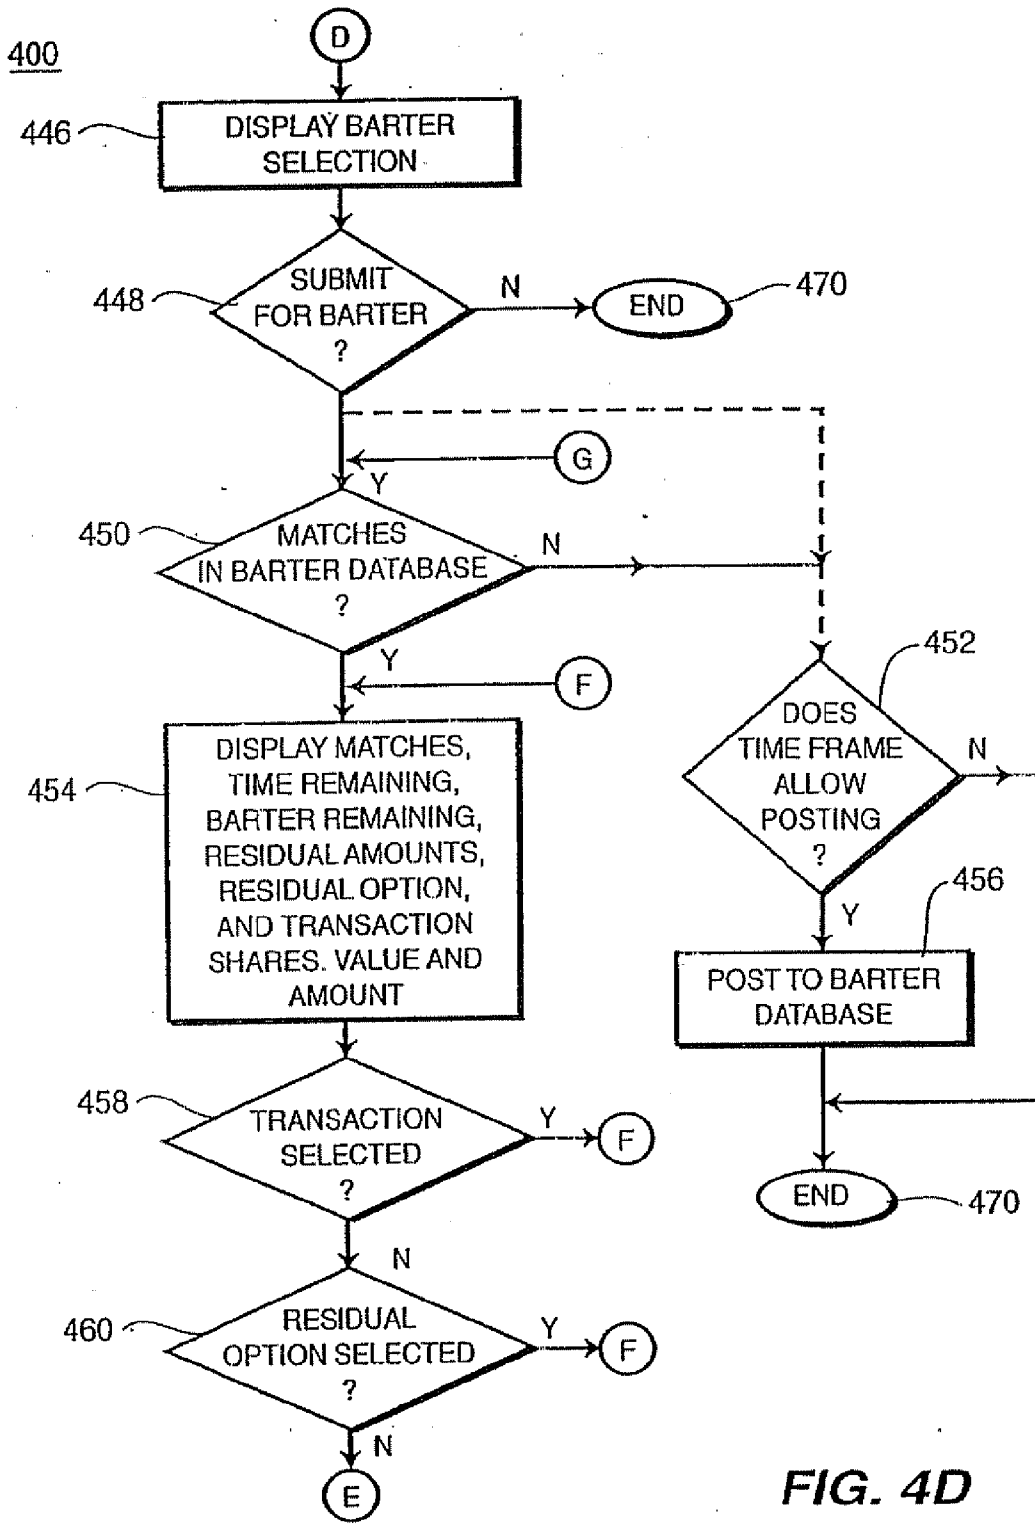 400
D
446
DISPLAY BARTER
SELECTION
448
SUBMIT
FOR BARTER
?
N
END
470
G
Y
450
MATCHES
IN BARTER DATABASE
?
N
Y
F
452
DOES
TIME FRAME
ALLOW
POSTING
?
N
Y
454
DISPLAY MATCHES,
TIME REMAINING,
BARTER REMAINING,
RESIDUAL AMOUNTS,
RESIDUAL OPTION,
AND TRANSACTION
SHARES. VALUE AND
AMOUNT
456
POST TO BARTER
DATABASE
458
TRANSACTION
SELECTED
?
Y
F
N
END
470
460
RESIDUAL
OPTION SELECTED
?
Y
F
N
E
FIG. 4D